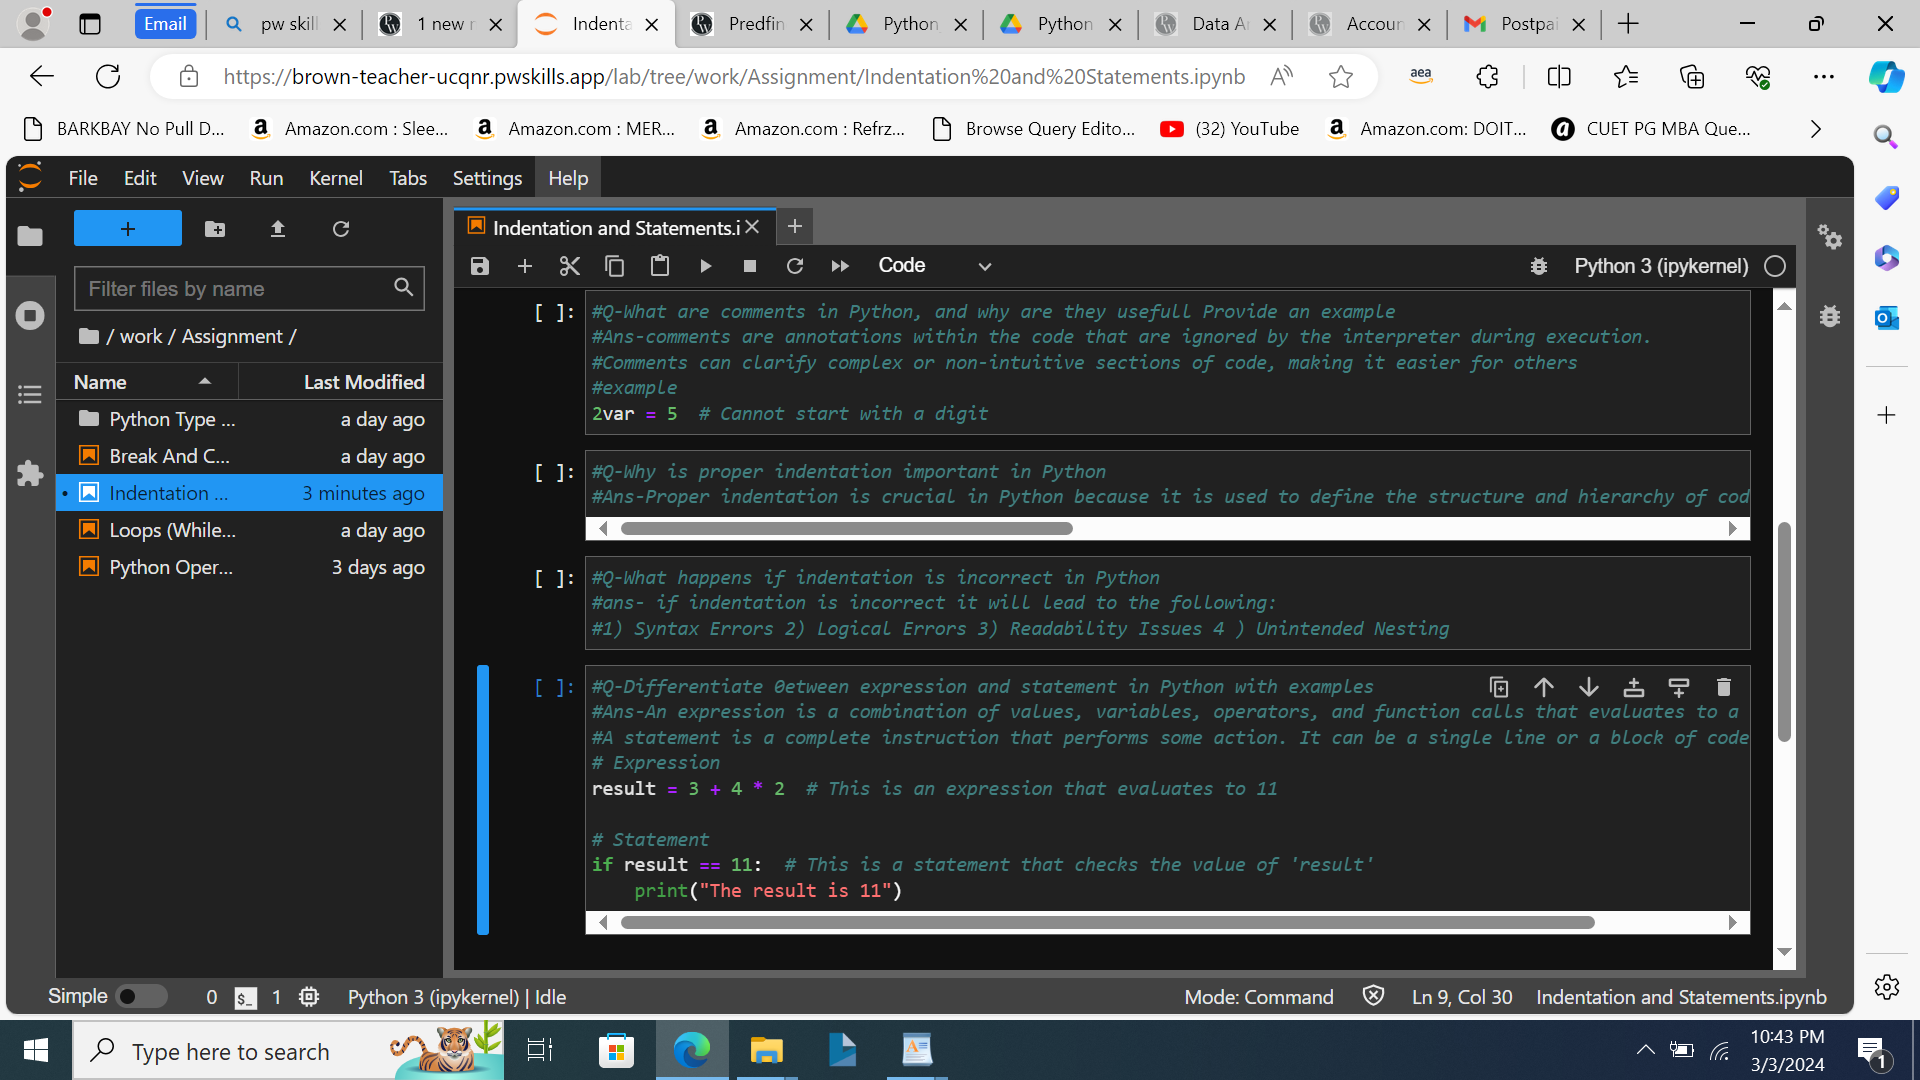 Email
pw skill
1 new r
Indenta
Predfin
Python
Python
Data A
Accoun
Postpai
https://brown-teacher-ucqnr.pwskills.app/lab/tree/work/Assignment/Indentation%20and%20Statements.ipynb
aea
BARKBAY No Pull D...
Amazon.com : Slee...
Amazon.com : MER...
Amazon.com : Refrz...
Browse Query Edito...
(32) YouTube
Amazon.com: DOIT...
CUET PG MBA Que...
File Edit View Run Kernel Tabs Settings Help
Indentation and Statements.i
Filter files by name
Code
Python 3 (ipykernel)
/ work / Assignment /
Name Last Modified
Python Type ... a day ago
Break And C... a day ago
Indentation ... 3 minutes ago
Loops (While... a day ago
Python Oper... 3 days ago
[ ]: #Q-What are comments in Python, and why are they usefull Provide an example
#Ans-comments are annotations within the code that are ignored by the interpreter during execution.
#Comments can clarify complex or non-intuitive sections of code, making it easier for others
#example
2var = 5  # Cannot start with a digit
[ ]: #Q-Why is proper indentation important in Python
#Ans-Proper indentation is crucial in Python because it is used to define the structure and hierarchy of cod
[ ]: #Q-What happens if indentation is incorrect in Python
#ans- if indentation is incorrect it will lead to the following:
#1) Syntax Errors 2) Logical Errors 3) Readability Issues 4 ) Unintended Nesting
[ ]: #Q-Differentiate 0etween expression and statement in Python with examples
#Ans-An expression is a combination of values, variables, operators, and function calls that evaluates to a
#A statement is a complete instruction that performs some action. It can be a single line or a block of code
# Expression
result = 3 + 4 * 2  # This is an expression that evaluates to 11
# Statement
if result == 11:  # This is a statement that checks the value of 'result'
    print("The result is 11")
Simple 0 $_ 1 Python 3 (ipykernel) | Idle
Mode: Command Ln 9, Col 30 Indentation and Statements.ipynb
Type here to search
10:43 PM
3/3/2024
1